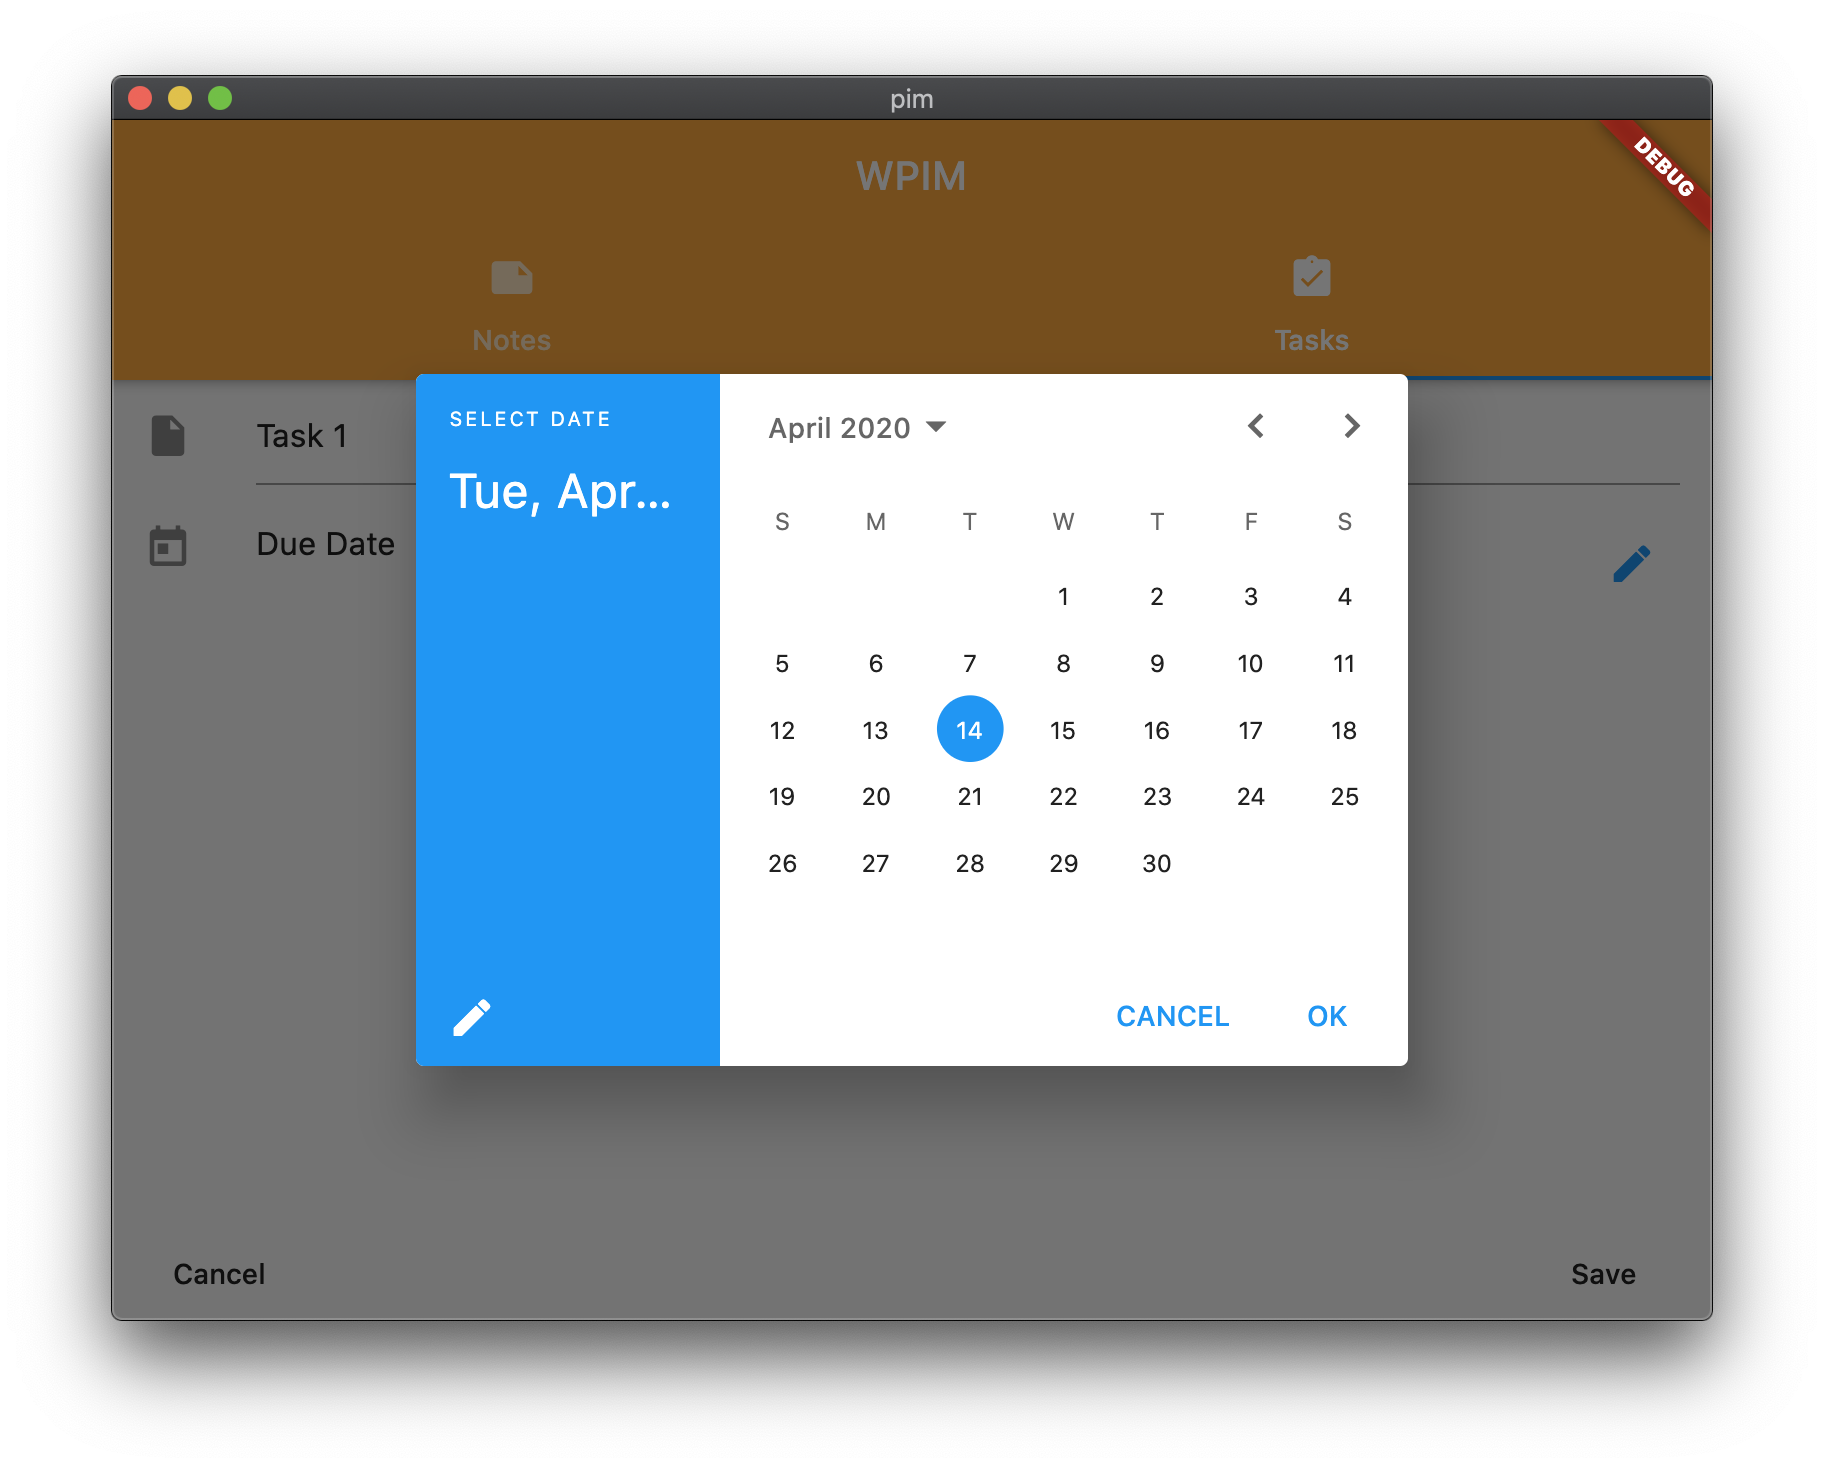 pim
WPIM
DEBUG
Notes
Tasks
Task 1
Due Date
SELECT DATE
Tue, Apr...
April 2020
S M T W T F S
1 2 3 4
5 6 7 8 9 10 11
12 13 14 15 16 17 18
19 20 21 22 23 24 25
26 27 28 29 30
CANCEL OK
Cancel
Save